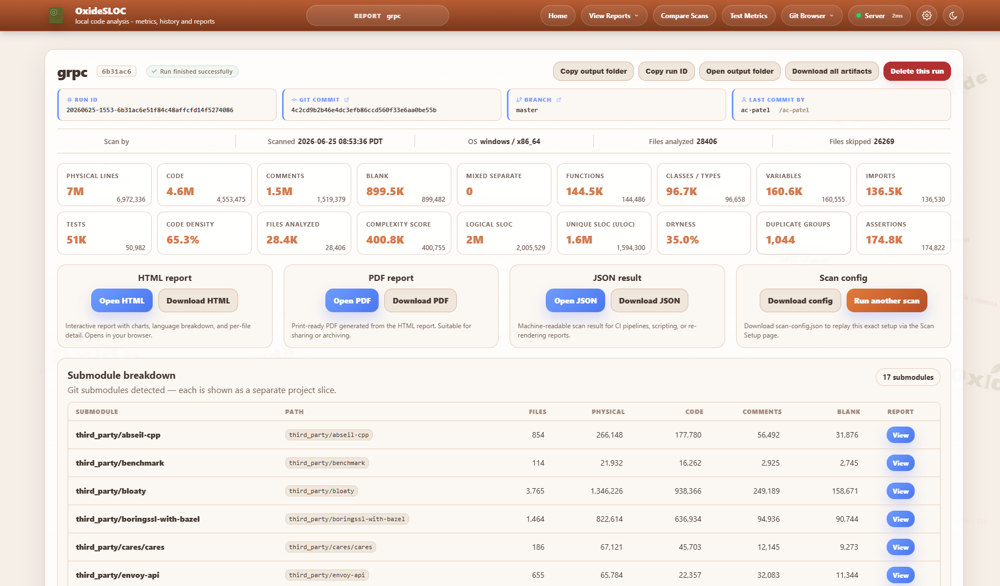 OxideSLOC
local code analysis - metrics, history and reports
REPORT grpc
Home
View Reports
Compare Scans
Test Metrics
Git Browser
Server 2ms
grpc
6b31ac6
Run finished successfully
Copy output folder
Copy run ID
Open output folder
Download all artifacts
Delete this run
# RUN ID
20260625-1553-6b31ac6e51f84c48affcfd14f5274086
GIT COMMIT
4c2cd9b2b46e4dc3efb86ccd560f33e6aa0be55b
BRANCH
master
LAST COMMIT BY
ac-patel /ac-patel
Scan by
Scanned 2026-06-25 08:53:36 PDT
OS windows / x86_64
Files analyzed 28406
Files skipped 26269
PHYSICAL LINES
7M
6,972,336
CODE
4.6M
4,553,475
COMMENTS
1.5M
1,519,379
BLANK
899.5K
899,482
MIXED SEPARATE
0
FUNCTIONS
144.5K
144,486
CLASSES / TYPES
96.7K
96,658
VARIABLES
160.6K
160,555
IMPORTS
136.5K
136,530
TESTS
51K
50,982
CODE DENSITY
65.3%
FILES ANALYZED
28.4K
28,406
COMPLEXITY SCORE
400.8K
400,755
LOGICAL SLOC
2M
2,005,529
UNIQUE SLOC (ULOC)
1.6M
1,594,300
DRYNESS
35.0%
DUPLICATE GROUPS
1,044
ASSERTIONS
174.8K
174,822
HTML report
Open HTML
Download HTML
Interactive report with charts, language breakdown, and per-file
detail. Opens in your browser.
PDF report
Open PDF
Download PDF
Print-ready PDF generated from the HTML report. Suitable for
sharing or archiving.
JSON result
Open JSON
Download JSON
Machine-readable scan result for CI pipelines, scripting, or re-
rendering reports.
Scan config
Download config
Run another scan
Download scan-config.json to replay this exact setup via the Scan
Setup page.
Submodule breakdown
Git submodules detected — each is shown as a separate project slice.
17 submodules
SUBMODULE PATH FILES PHYSICAL CODE COMMENTS BLANK REPORT
third_party/abseil-cpp third_party/abseil-cpp 854 266,148 177,780 56,492 31,876 View
third_party/benchmark third_party/benchmark 114 21,932 16,262 2,925 2,745 View
third_party/bloaty third_party/bloaty 3,765 1,346,226 938,366 249,189 158,671 View
third_party/boringssl-with-bazel third_party/boringssl-with-bazel 1,464 822,614 636,934 94,936 90,744 View
third_party/cares/cares third_party/cares/cares 186 67,121 45,703 12,145 9,273 View
third_party/envoy-api third_party/envoy-api 655 65,784 22,357 32,083 11,344 View